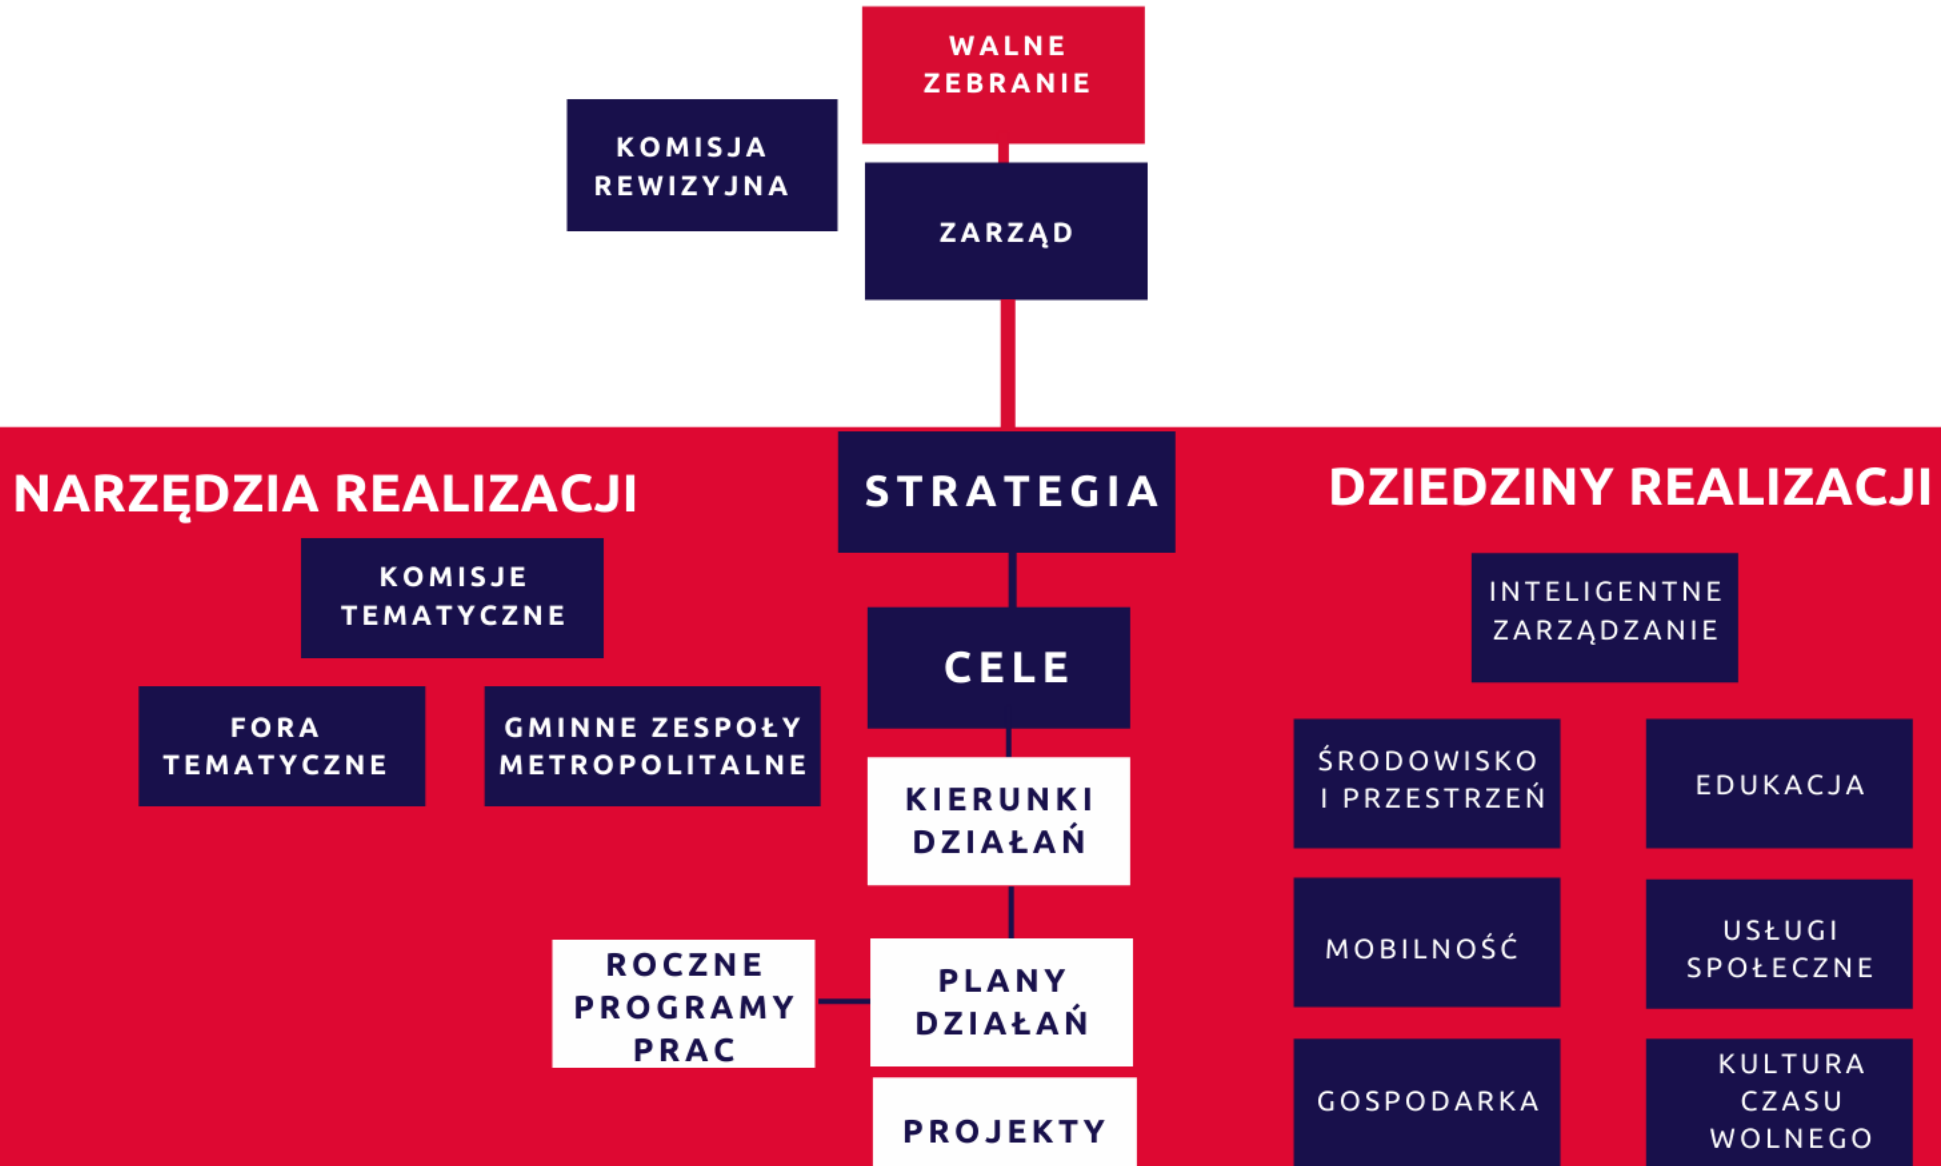 WALNE
ZEBRANIE
KOMISJA
REWIZYJNA
ZARZĄD
STRATEGIA
NARZĘDZIA REALIZACJI
KOMISJE
TEMATYCZNE
FORA
TEMATYCZNE
GMINNE ZESPOŁY
METROPOLITALNE
CELE
KIERUNKI
DZIAŁAŃ
ROCZNE
PROGRAMY
PRAC
PLANY
DZIAŁAŃ
PROJEKTY
DZIEDZINY REALIZACJI
INTELIGENTNE
ZARZĄDZANIE
ŚRODOWISKO
I PRZESTRZEŃ
EDUKACJA
MOBILNOŚĆ
USŁUGI
SPOŁECZNE
GOSPODARKA
KULTURA
CZASU
WOLNEGO